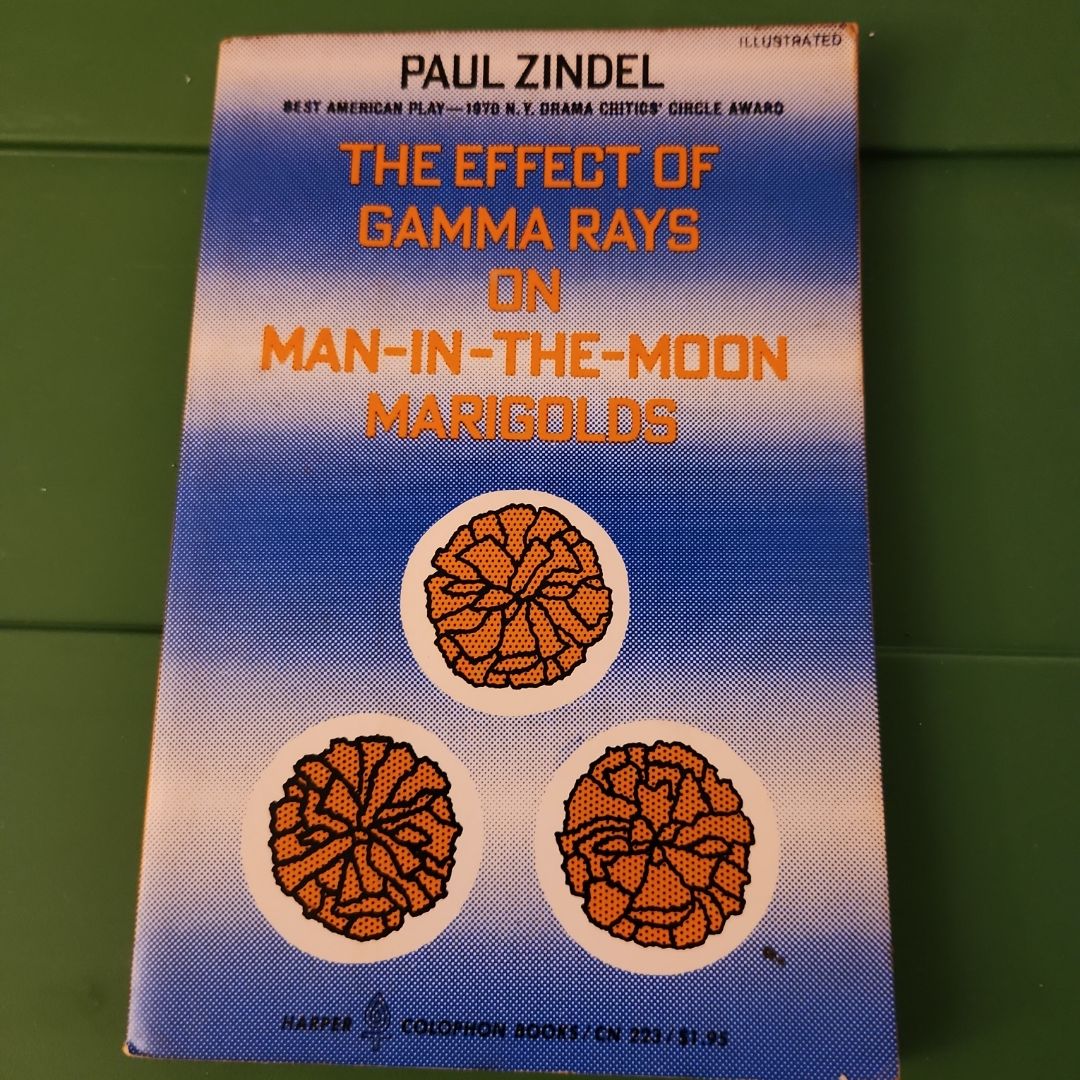 ILLUSTRATED
PAUL ZINDEL
BEST AMERICAN PLAY—1970 N.Y. DRAMA CRITICS' CIRCLE AWARD
THE EFFECT OF
GAMMA RAYS
ON
MAN-IN-THE-MOON
MARIGOLDS
HARPER COLOPHON BOOKS/CN 223/$1.95